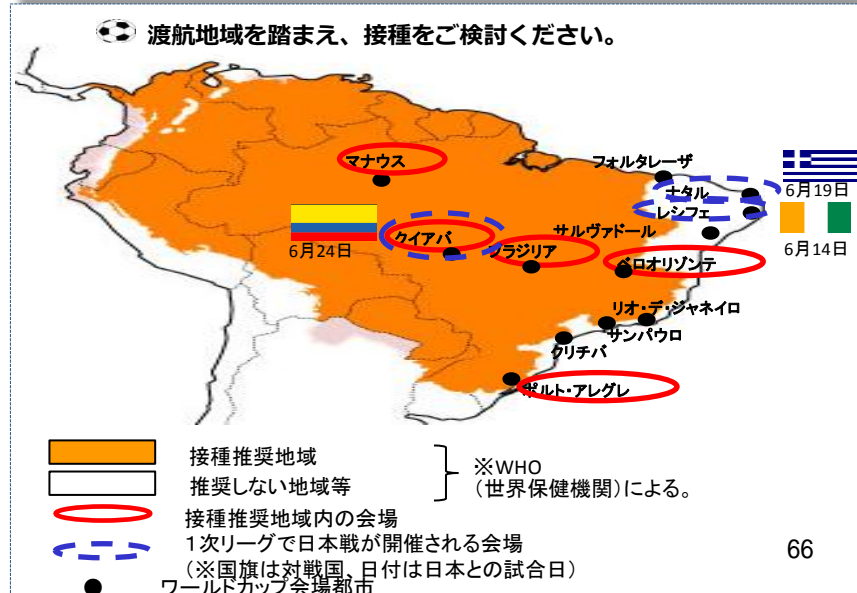 渡航地域を踏まえ、接種をご検討ください。
マナウス
フォルタレーザ
ナタル
6月19日
レシフェ
6月14日
サルヴァドール
クイアバ
6月24日
ブラジリア
ベロオリゾンテ
リオ・デ・ジャネイロ
サンパウロ
クリチバ
ポルト・アレグレ
接種推奨地域
推奨しない地域等
※WHO
（世界保健機関）による。
接種推奨地域内の会場
1次リーグで日本戦が開催される会場
（※国旗は対戦国、日付は日本との試合日）
ワールドカップ会場都市
66